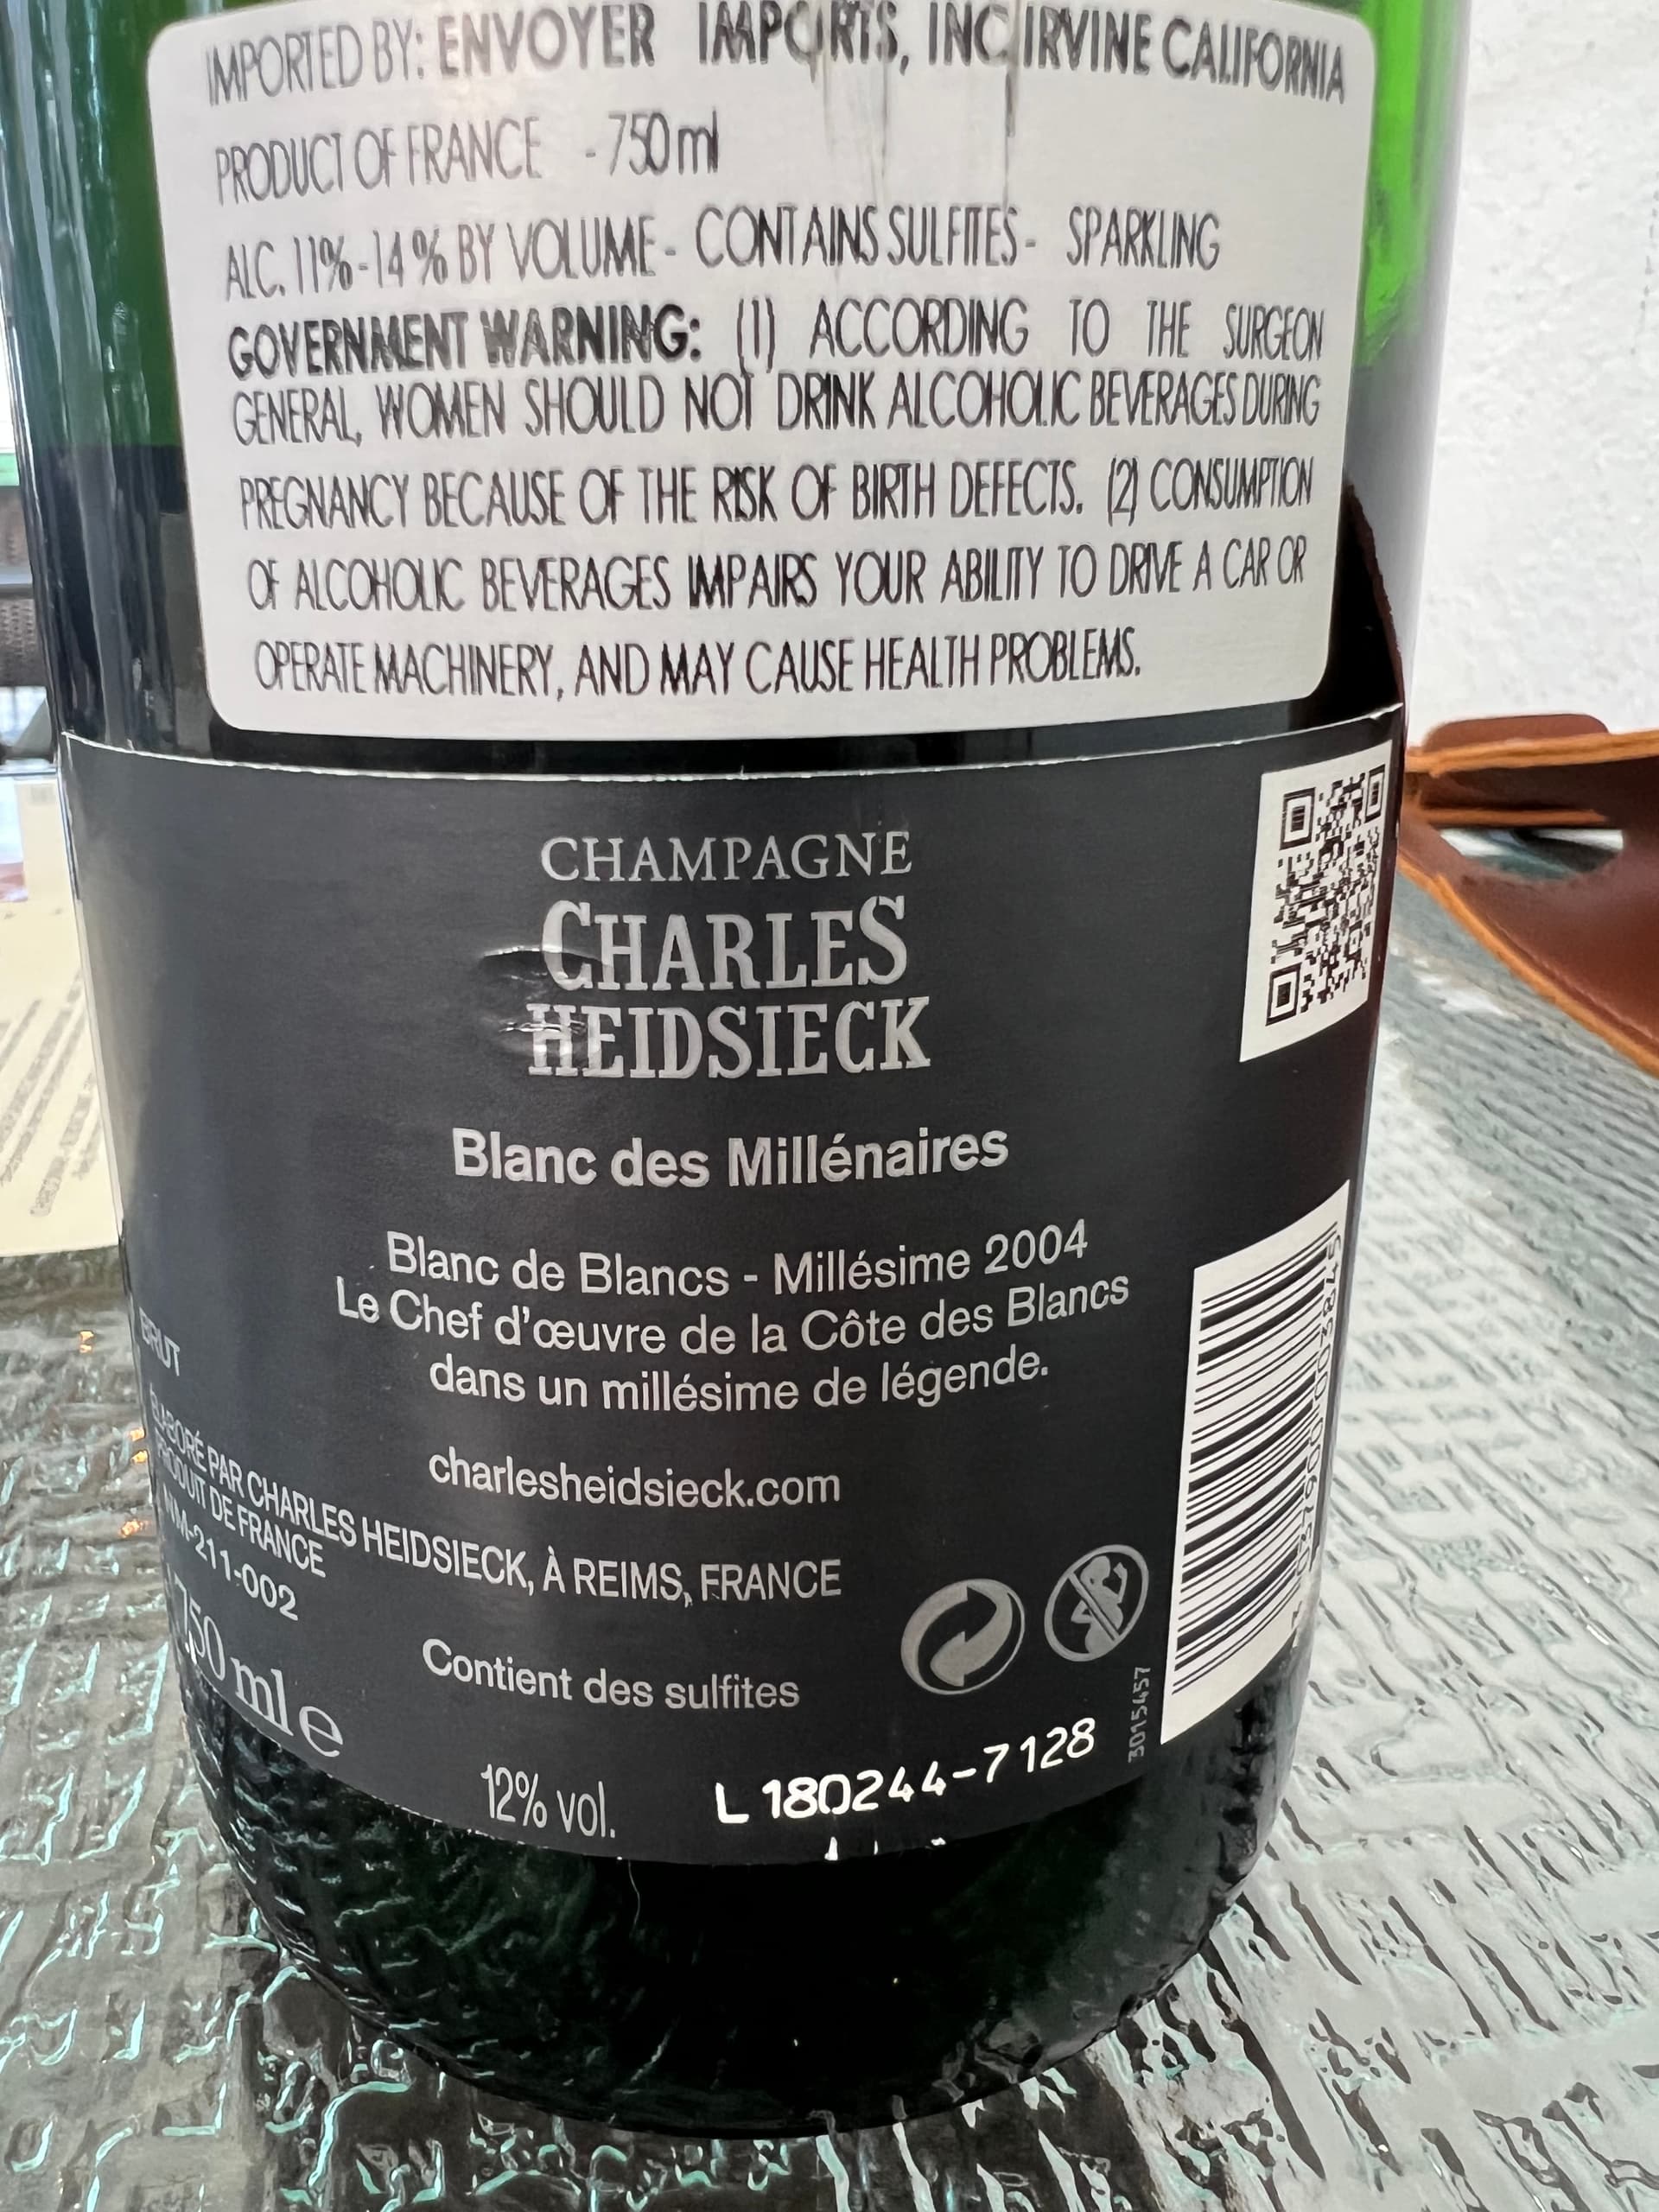 IMPORTED BY: ENVOYER IMPORTS, INC IRVINE CALIFORNIA
PRODUCT OF FRANCE - 750ml
ALC. 11%-14% BY VOLUME - CONTAINS SULFITES - SPARKLING
GOVERNMENT WARNING: (1) ACCORDING TO THE SURGEON
GENERAL, WOMEN SHOULD NOT DRINK ALCOHOLIC BEVERAGES DURING
PREGNANCY BECAUSE OF THE RISK OF BIRTH DEFECTS. (2) CONSUMPTION
OF ALCOHOLIC BEVERAGES IMPAIRS YOUR ABILITY TO DRIVE A CAR OR
OPERATE MACHINERY, AND MAY CAUSE HEALTH PROBLEMS.
CHAMPAGNE
CHARLES
HEIDSIECK
Blanc des Millénaires
Blanc de Blancs - Millésime 2004
Le Chef d'œuvre de la Côte des Blancs
dans un millésime de légende.
charlesheidsieck.com
BRUT
ÉLABORÉ PAR CHARLES HEIDSIECK, À REIMS, FRANCE
PRODUIT DE FRANCE
NM-211-002
750 ml e
Contient des sulfites
12% vol.
L180244-7128
3015457